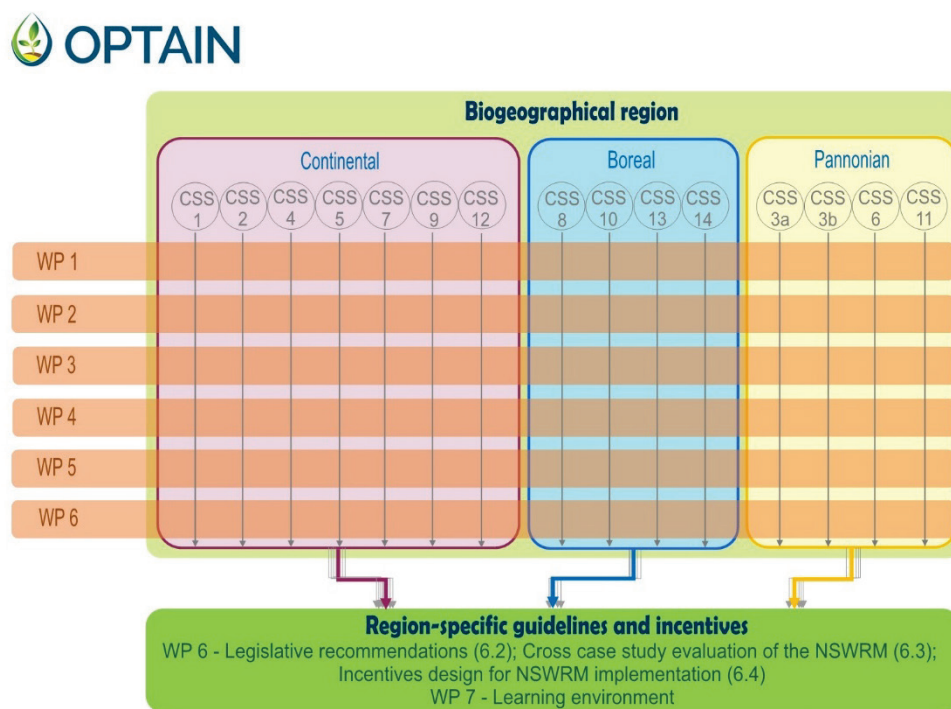 OPTAIN
Biogeographical region
Continental
Boreal
Pannonian
CSS 1
CSS 2
CSS 4
CSS 5
CSS 7
CSS 9
CSS 12
CSS 8
CSS 10
CSS 13
CSS 14
CSS 3a
CSS 3b
CSS 6
CSS 11
WP 1
WP 2
WP 3
WP 4
WP 5
WP 6
Region-specific guidelines and incentives
WP 6 - Legislative recommendations (6.2); Cross case study evaluation of the NSWRM (6.3);
Incentives design for NSWRM implementation (6.4)
WP 7 - Learning environment